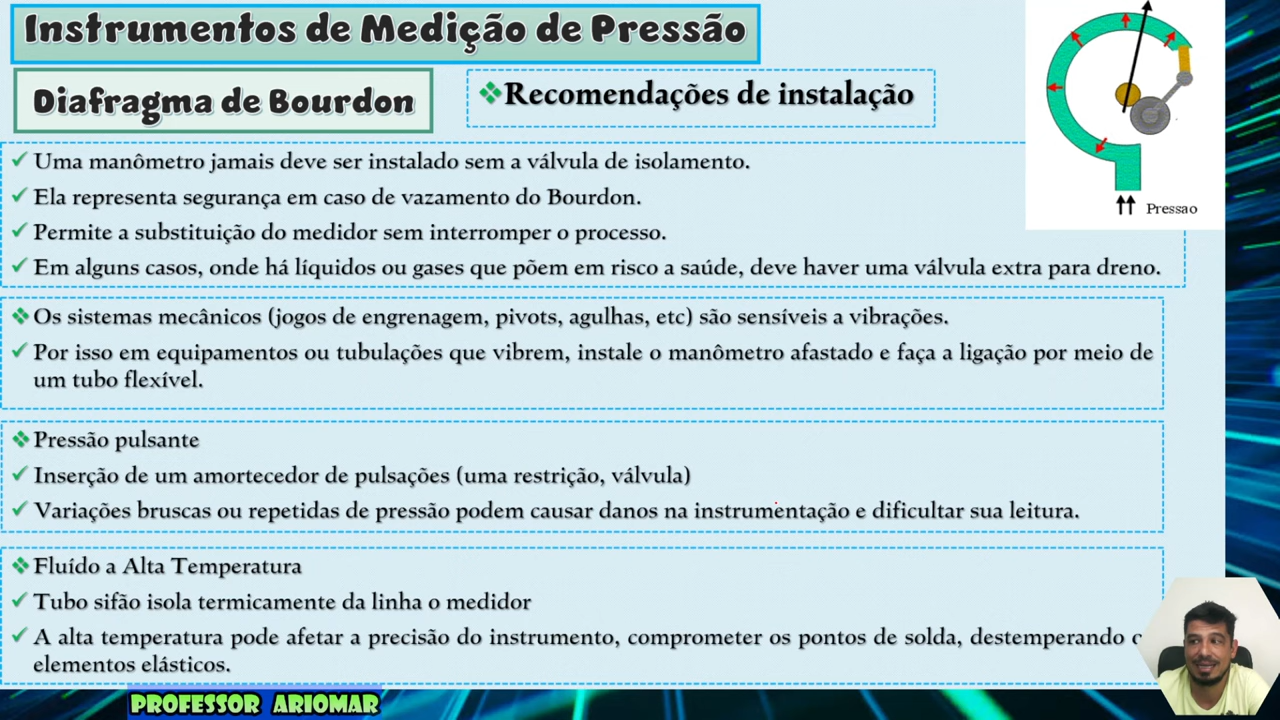 Instrumentos de Medição de Pressão
Diafragma de Bourdon
Recomendações de instalação
Uma manômetro jamais deve ser instalado sem a válvula de isolamento.
Ela representa segurança em caso de vazamento do Bourdon.
Permite a substituição do medidor sem interromper o processo.
Em alguns casos, onde há líquidos ou gases que põem em risco a saúde, deve haver uma válvula extra para dreno.
Pressao
Os sistemas mecânicos (jogos de engrenagem, pivots, agulhas, etc) são sensíveis a vibrações.
Por isso em equipamentos ou tubulações que vibrem, instale o manômetro afastado e faça a ligação por meio de
um tubo flexível.
Pressão pulsante
Inserção de um amortecedor de pulsações (uma restrição, válvula)
Variações bruscas ou repetidas de pressão podem causar danos na instrumentação e dificultar sua leitura.
Fluído a Alta Temperatura
Tubo sifão isola termicamente da linha o medidor
A alta temperatura pode afetar a precisão do instrumento, comprometer os pontos de solda, destemperando
elementos elásticos.
PROFESSOR ARIOMAR